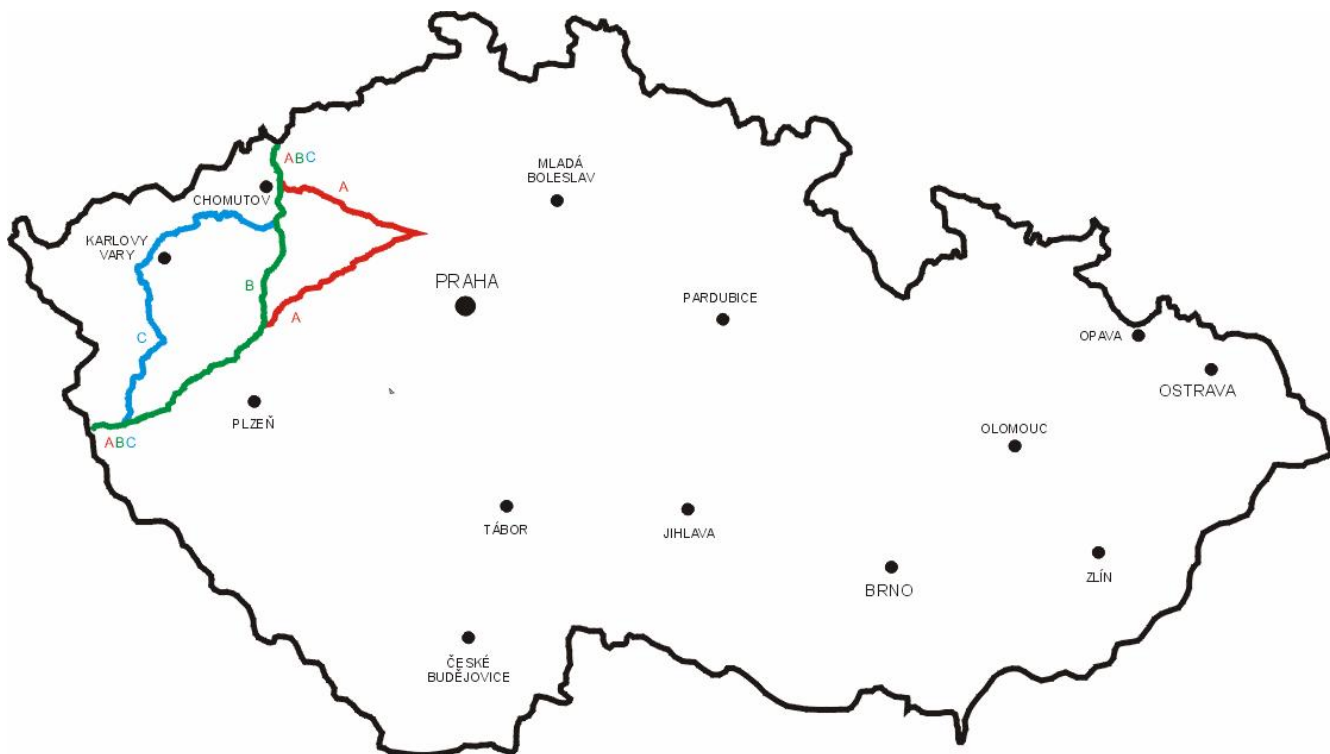 ABC
MLADÁ
BOLESLAV
A
CHOMUTOV
KARLOVY
VARY
B
PRAHA
PARDUBICE
A
C
OPAVA
OSTRAVA
PLZEŇ
ABC
OLOMOUC
TÁBOR
JIHLAVA
ZLÍN
BRNO
ČESKÉ
BUDĚJOVICE